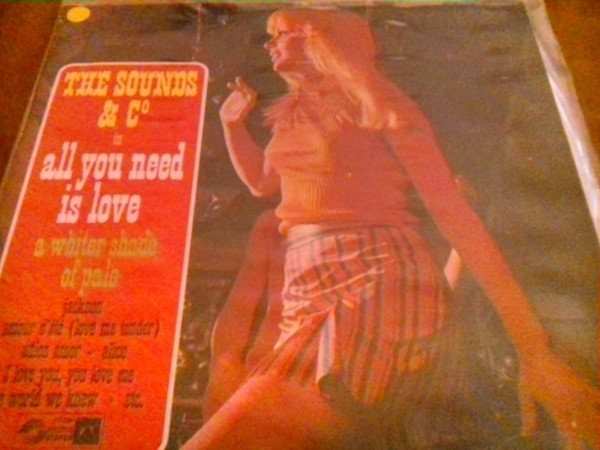 THE SOUNDS
& C°
in
all you need
is love
a whiter shade
of pale
jackson
amour d'été (love me tender)
adios amor - alice
I love you, you love me
world we knew - etc.